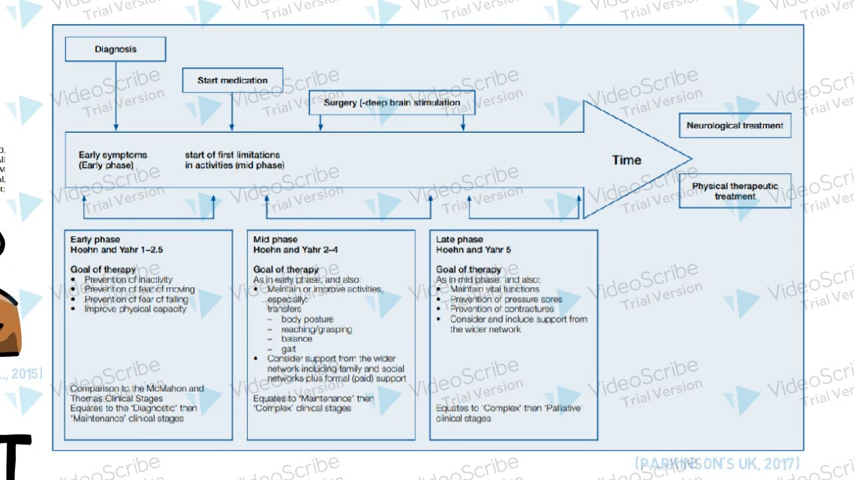 Diagnosis
Start medication
Surgery (-deep brain stimulation
Early symptoms
(Early phase)
start of first limitations
in activities (mid phase)
Time
Neurological treatment
Physical therapeutic
treatment
Early phase
Hoehn and Yahr 1–2.5
Goal of therapy
• Prevention of inactivity
• Prevention of fear of moving
• Prevention of fear of falling
• Improve physical capacity
Comparison to the McMahon and
Thomas Clinical Stages
Equates to the 'Diagnostic' then
'Maintenance' clinical stages
Mid phase
Hoehn and Yahr 2–4
Goal of therapy
As in early phase, and also:
• Maintain or improve activities,
especially:
transfers
– body posture
– reaching/grasping
– balance
– gait
• Consider support from the wider
network including family and social
networks plus formal (paid) support
Equates to 'Maintenance' then
'Complex' clinical stages
Late phase
Hoehn and Yahr 5
Goal of therapy
As in mid phase, and also:
• Maintain vital functions
• Prevention of pressure sores
• Prevention of contractures
• Consider and include support from
the wider network
Equates to 'Complex' then 'Palliative'
clinical stages
(PARKINSON'S UK, 2017)
..., 2015)
T
VideoScribe
Trial Version